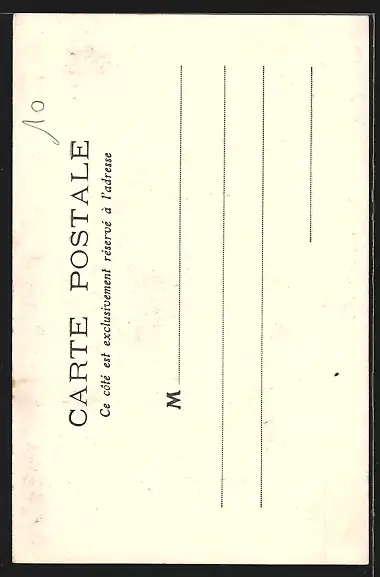 10
CARTE POSTALE
Ce côté est exclusivement réservé à l'adresse
M